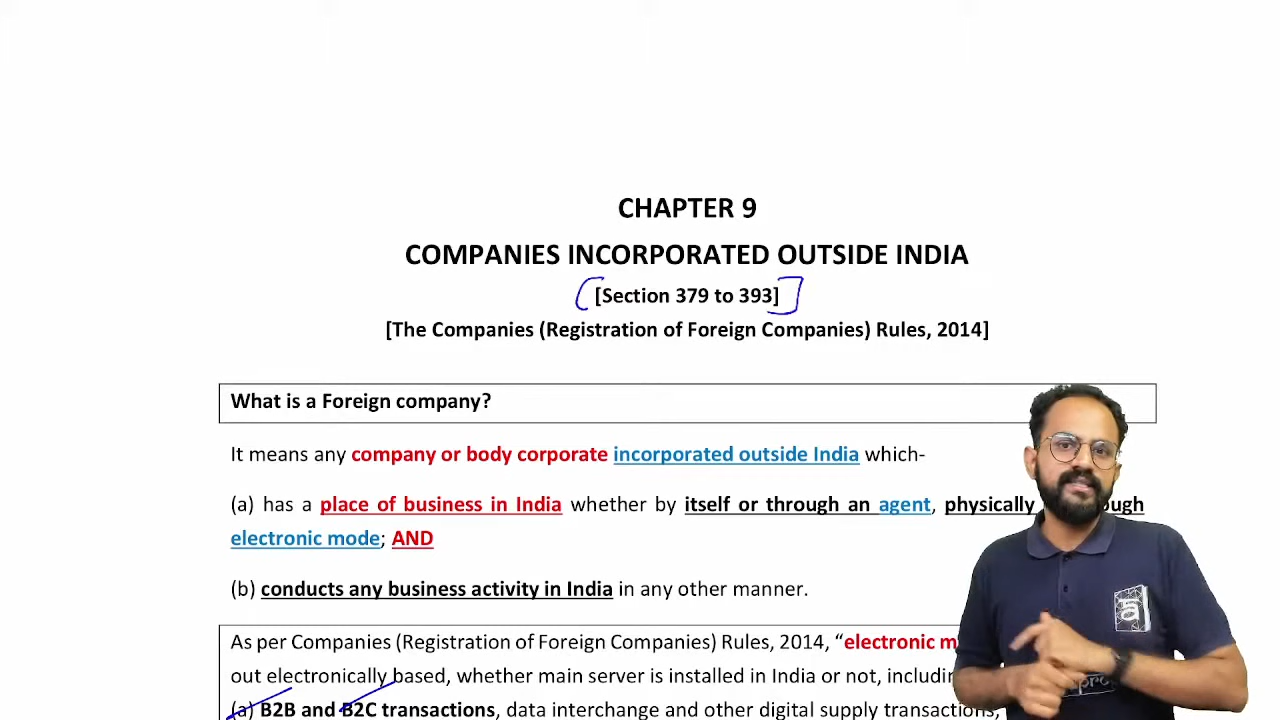 CHAPTER 9
COMPANIES INCORPORATED OUTSIDE INDIA
[Section 379 to 393]
[The Companies (Registration of Foreign Companies) Rules, 2014]
What is a Foreign company?
It means any company or body corporate incorporated outside India which-
(a) has a place of business in India whether by itself or through an agent, physically
electronic mode; AND
(b) conducts any business activity in India in any other manner.
As per Companies (Registration of Foreign Companies) Rules, 2014, “electronic
out electronically based, whether main server is installed in India or not,
(a) B2B and B2C transactions, data interchange and other digital supply transactions,